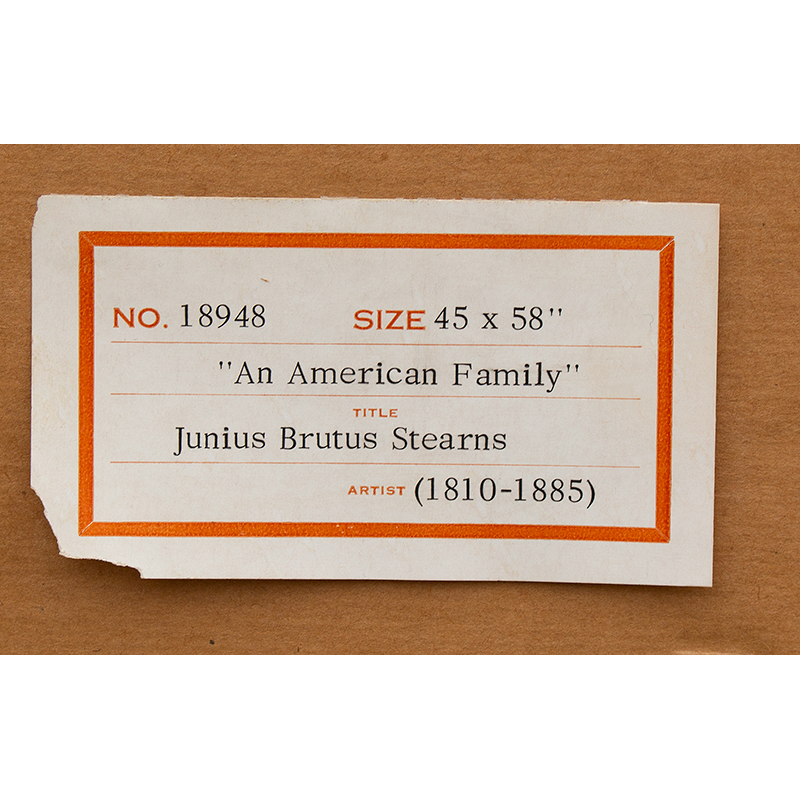 NO. 18948 SIZE 45 x 58"
"An American Family"
TITLE
Junius Brutus Stearns
ARTIST (1810-1885)